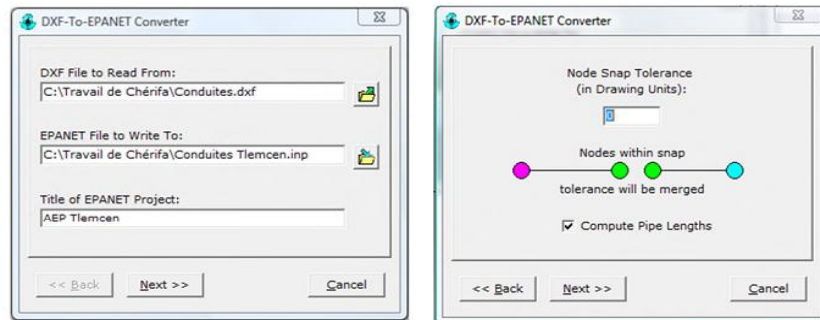 DXF-To-EPANET Converter
DXF File to Read From:
C:\Travail de Chérifa\Conduites.dxf
EPANET File to Write To:
C:\Travail de Chérifa\Conduites Tlemcen.inp
Title of EPANET Project:
AEP Tlemcen
<< Back
Next >>
Cancel
DXF-To-EPANET Converter
Node Snap Tolerance
(in Drawing Units):
0
Nodes within snap
tolerance will be merged
Compute Pipe Lengths
<< Back
Next >>
Cancel